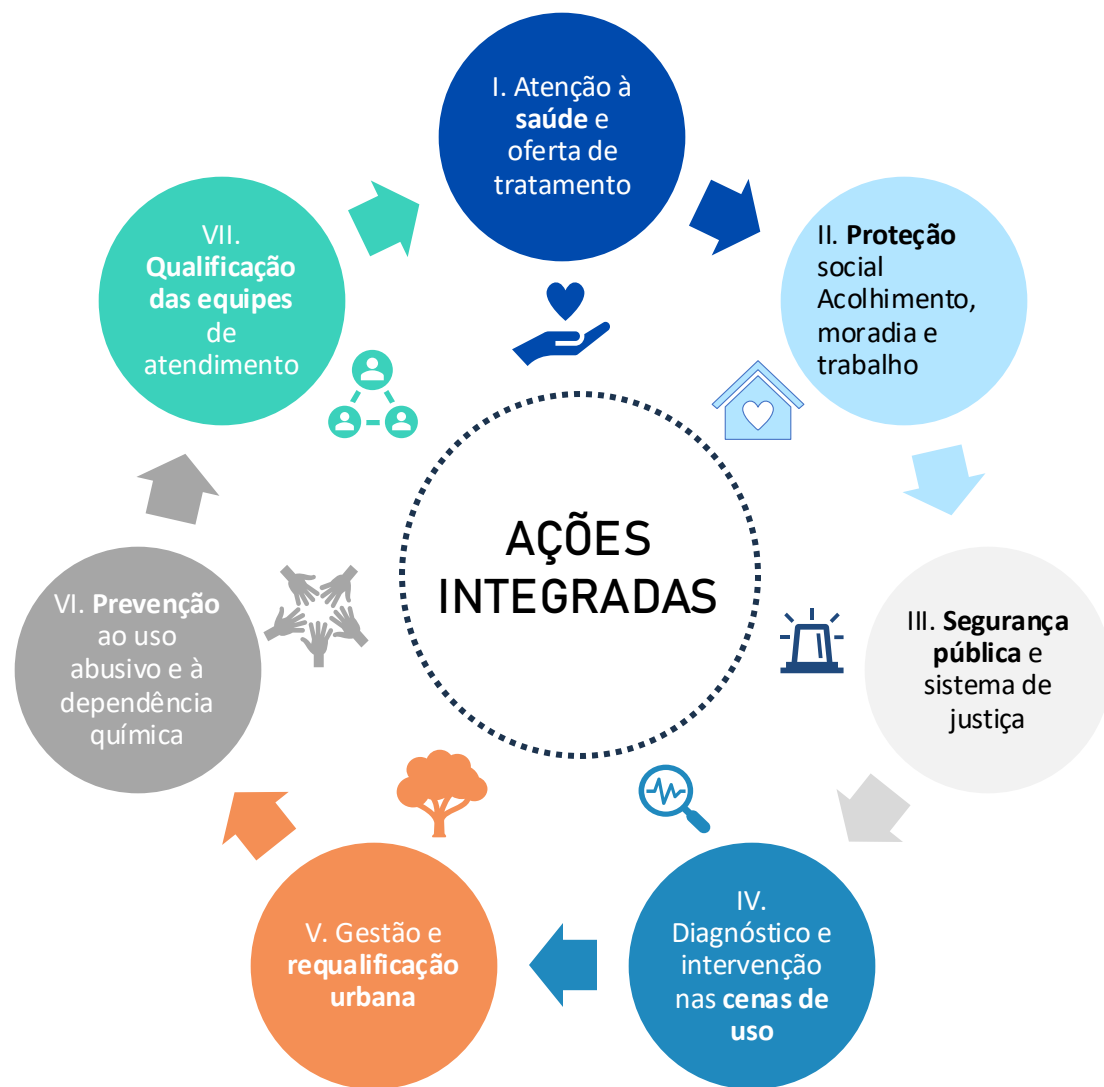 I. Atenção à
saúde e
oferta de
tratamento
II. Proteção
social
Acolhimento,
moradia e
trabalho
III. Segurança
pública e
sistema de
justiça
IV.
Diagnóstico e
intervenção
nas cenas de
uso
V. Gestão e
requalificação
urbana
VI. Prevenção
ao uso
abusivo e à
dependência
química
VII.
Qualificação
das equipes
de
atendimento
AÇÕES
INTEGRADAS